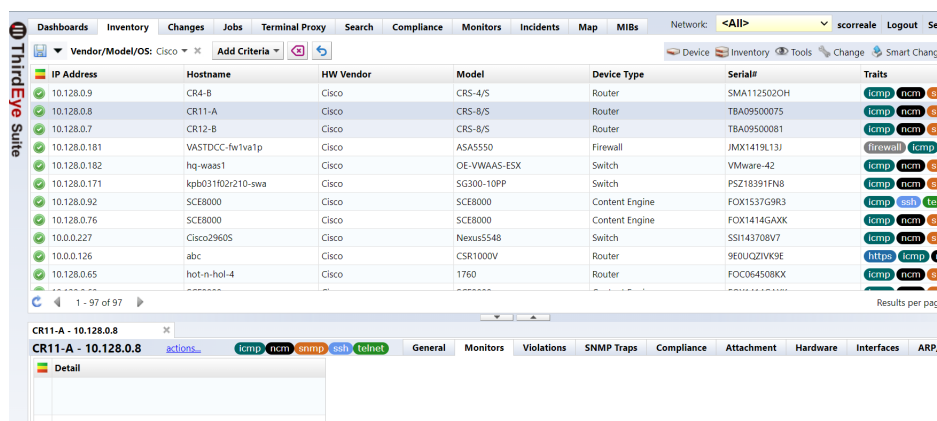 ThirdEye Suite
Dashboards Inventory Changes Jobs Terminal Proxy Search Compliance Monitors Incidents Map MIBs Network: <All> scorreale Logout Se
Vendor/Model/OS: Cisco Add Criteria Device Inventory Tools Change Smart Chang
IP Address Hostname HW Vendor Model Device Type Serial# Traits
10.128.0.9 CR4-B Cisco CRS-4/S Router SMA112502OH icmp ncm s
10.128.0.8 CR11-A Cisco CRS-8/S Router TBA09500075 icmp ncm s
10.128.0.7 CR12-B Cisco CRS-8/S Router TBA09500081 icmp ncm s
10.128.0.181 VASTDCC-fw1va1p Cisco ASA5550 Firewall JMX1419L13J firewall icmp
10.128.0.182 hq-waas1 Cisco OE-VWAAS-ESX Switch VMware-42 icmp ncm s
10.128.0.171 kpb031f02r210-swa Cisco SG300-10PP Switch PSZ18391FN8 icmp ncm s
10.128.0.92 SCE8000 Cisco SCE8000 Content Engine FOX1537G9R3 icmp ssh tel
10.128.0.76 SCE8000 Cisco SCE8000 Content Engine FOX1414GAXK icmp ncm s
10.0.0.227 Cisco2960S Cisco Nexus5548 Switch SSI143708V7 icmp ncm s
10.0.0.126 abc Cisco CSR1000V Router 9E0UQZIVK9E https icmp
10.128.0.65 hot-n-hol-4 Cisco 1760 Router FOC064508KX icmp ncm s
1 - 97 of 97 Results per pag
CR11-A - 10.128.0.8
CR11-A - 10.128.0.8 actions... icmp ncm snmp ssh telnet General Monitors Violations SNMP Traps Compliance Attachment Hardware Interfaces ARP,
Detail